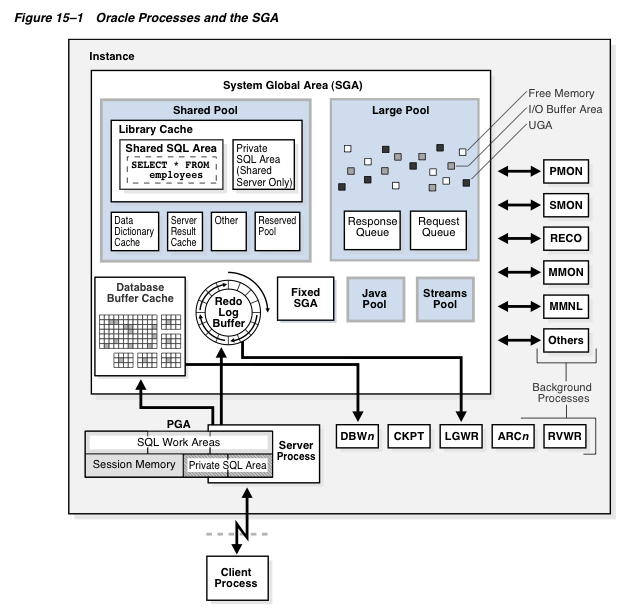 Figure 15–1 Oracle Processes and the SGA
Instance
System Global Area (SGA)
Shared Pool
Library Cache
Shared SQL Area
SELECT * FROM
employees
Private
SQL Area
(Shared
Server Only)
Data
Dictionary
Cache
Server
Result
Cache
Other
Reserved
Pool
Large Pool
Response
Queue
Request
Queue
Free Memory
I/O Buffer Area
UGA
Database
Buffer Cache
Redo
Log
Buffer
Fixed
SGA
Java
Pool
Streams
Pool
PMON
SMON
RECO
MMON
MMNL
Others
Background
Processes
DBWn
CKPT
LGWR
ARCn
RVWR
PGA
SQL Work Areas
Session Memory
Private SQL Area
Server
Process
Client
Process